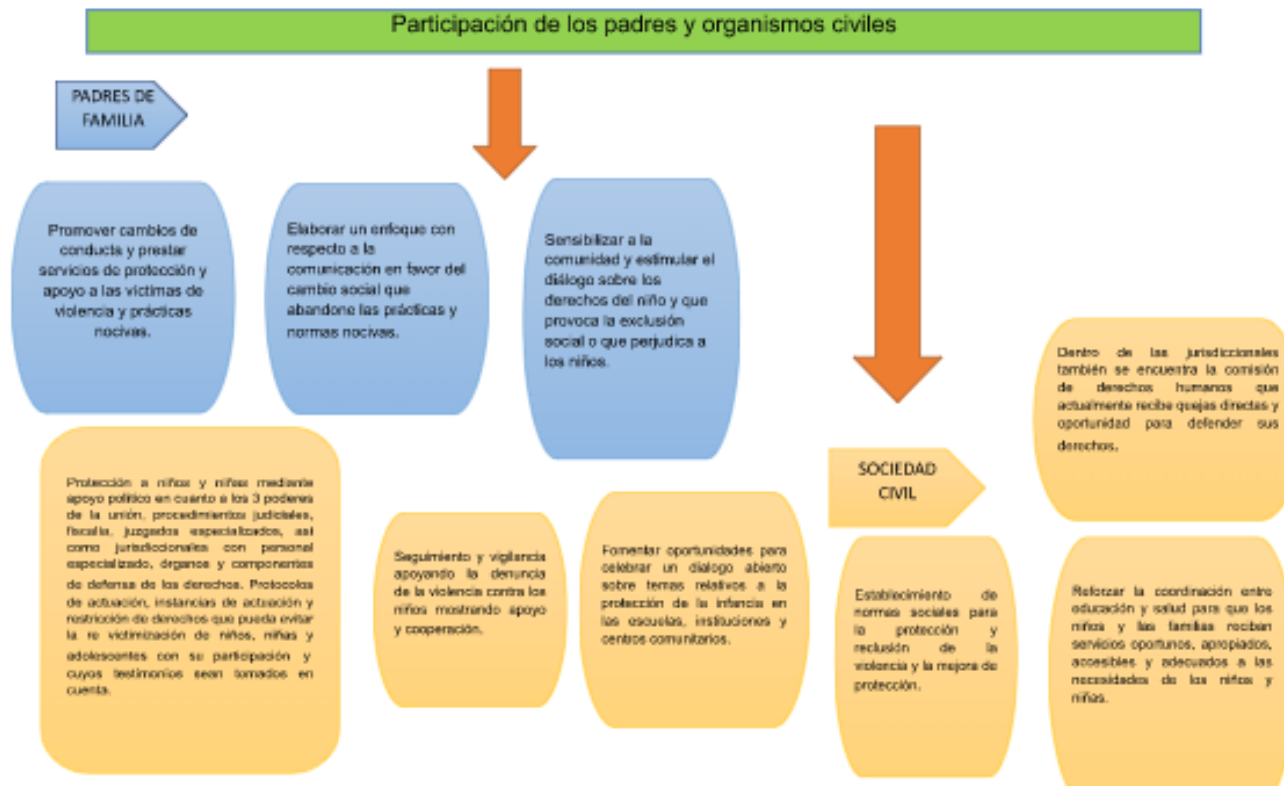 Participación de los padres y organismos civiles
PADRES DE
FAMILIA
Promover cambios de
conducta y prestar
servicios de protección y
apoyo a las víctimas de
violencia y prácticas
nocivas.
Elaborar un enfoque con
respecto a la
comunicación en favor del
cambio social que
abandone las prácticas y
normas nocivas.
Sensibilizar a la
comunidad y estimular el
diálogo sobre los
derechos del niño y que
provoca la exclusión
social o que perjudica a
los niños.
Protección a niños y niñas mediante
apoyo político en cuanto a los 3 poderes
de la unión, procedimientos judiciales,
fiscalía, juzgados especializados, así
como jurisdiccionales con personal
especializado, órganos y componentes
de defensa de los derechos. Protocolos
de actuación, instancias de actuación y
restricción de derechos que pueda evitar
la re victimización de niños, niñas y
adolescentes con su participación y
cuyos testimonios sean tomados en
cuenta.
Seguimiento y vigilancia
apoyando la denuncia
de la violencia contra los
niños mostrando apoyo
y cooperación.
Fomentar oportunidades para
celebrar un dialogo abierto
sobre temas relativos a la
protección de la infancia en
las escuelas, instituciones y
centros comunitarios.
SOCIEDAD
CIVIL
Establecimiento de
normas sociales para
la protección y
reclusión de la
violencia y la mejora de
protección.
Dentro de las jurisdiccionales
también se encuentra la comisión
de derechos humanos que
actualmente recibe quejas directas y
oportunidad para defender sus
derechos.
Reforzar la coordinación entre
educación y salud para que los
niños y las familias reciban
servicios oportunos, apropiados,
accesibles y adecuados a las
necesidades de los niños y
niñas.